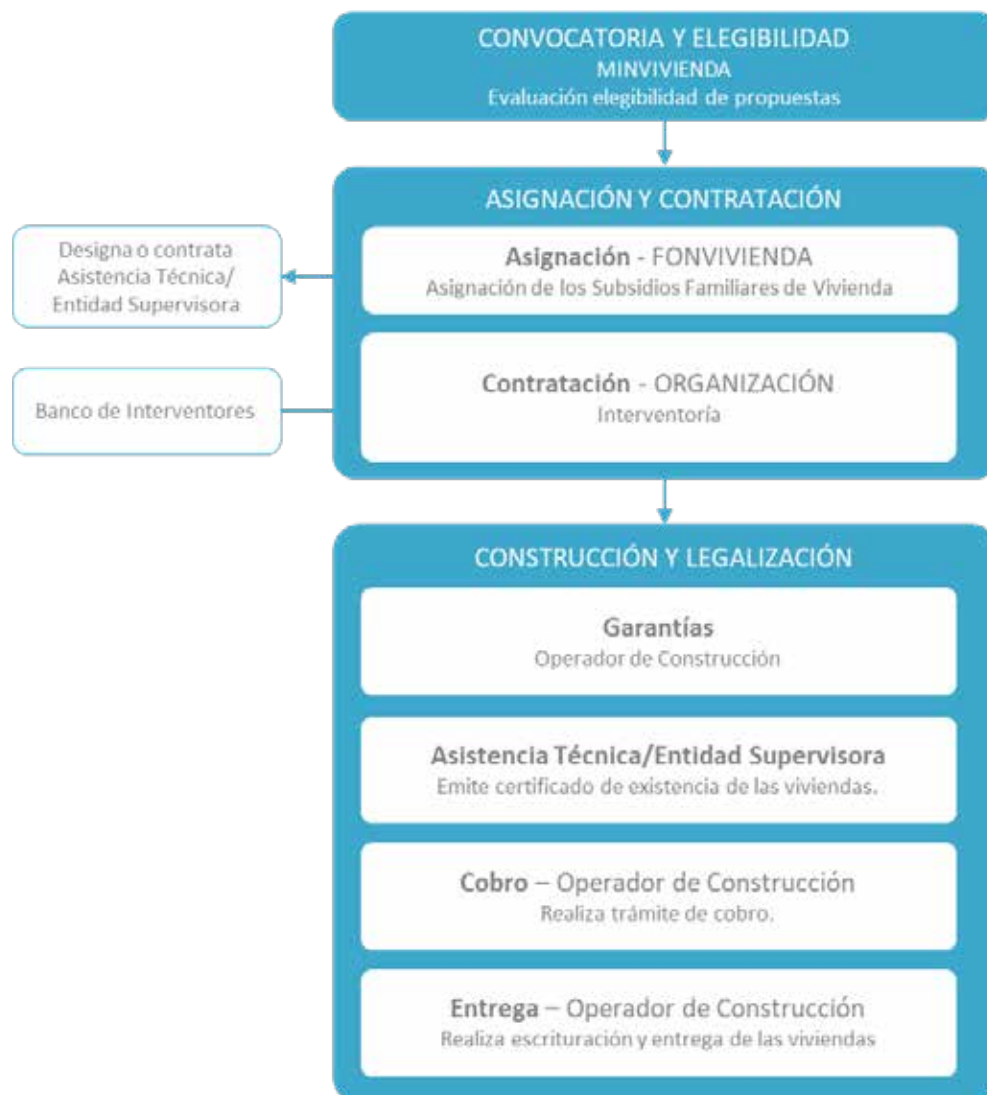 CONVOCATORIA Y ELEGIBILIDAD
MINVIVIENDA
Evaluación elegibilidad de propuestas
ASIGNACIÓN Y CONTRATACIÓN
Designa o contrata
Asistencia Técnica/
Entidad Supervisora
Asignación - FONVIVIENDA
Asignación de los Subsidios Familiares de Vivienda
Banco de Interventores
Contratación - ORGANIZACIÓN
Interventoría
CONSTRUCCIÓN Y LEGALIZACIÓN
Garantías
Operador de Construcción
Asistencia Técnica/Entidad Supervisora
Emite certificado de existencia de las viviendas.
Cobro – Operador de Construcción
Realiza trámite de cobro.
Entrega – Operador de Construcción
Realiza escrituración y entrega de las viviendas